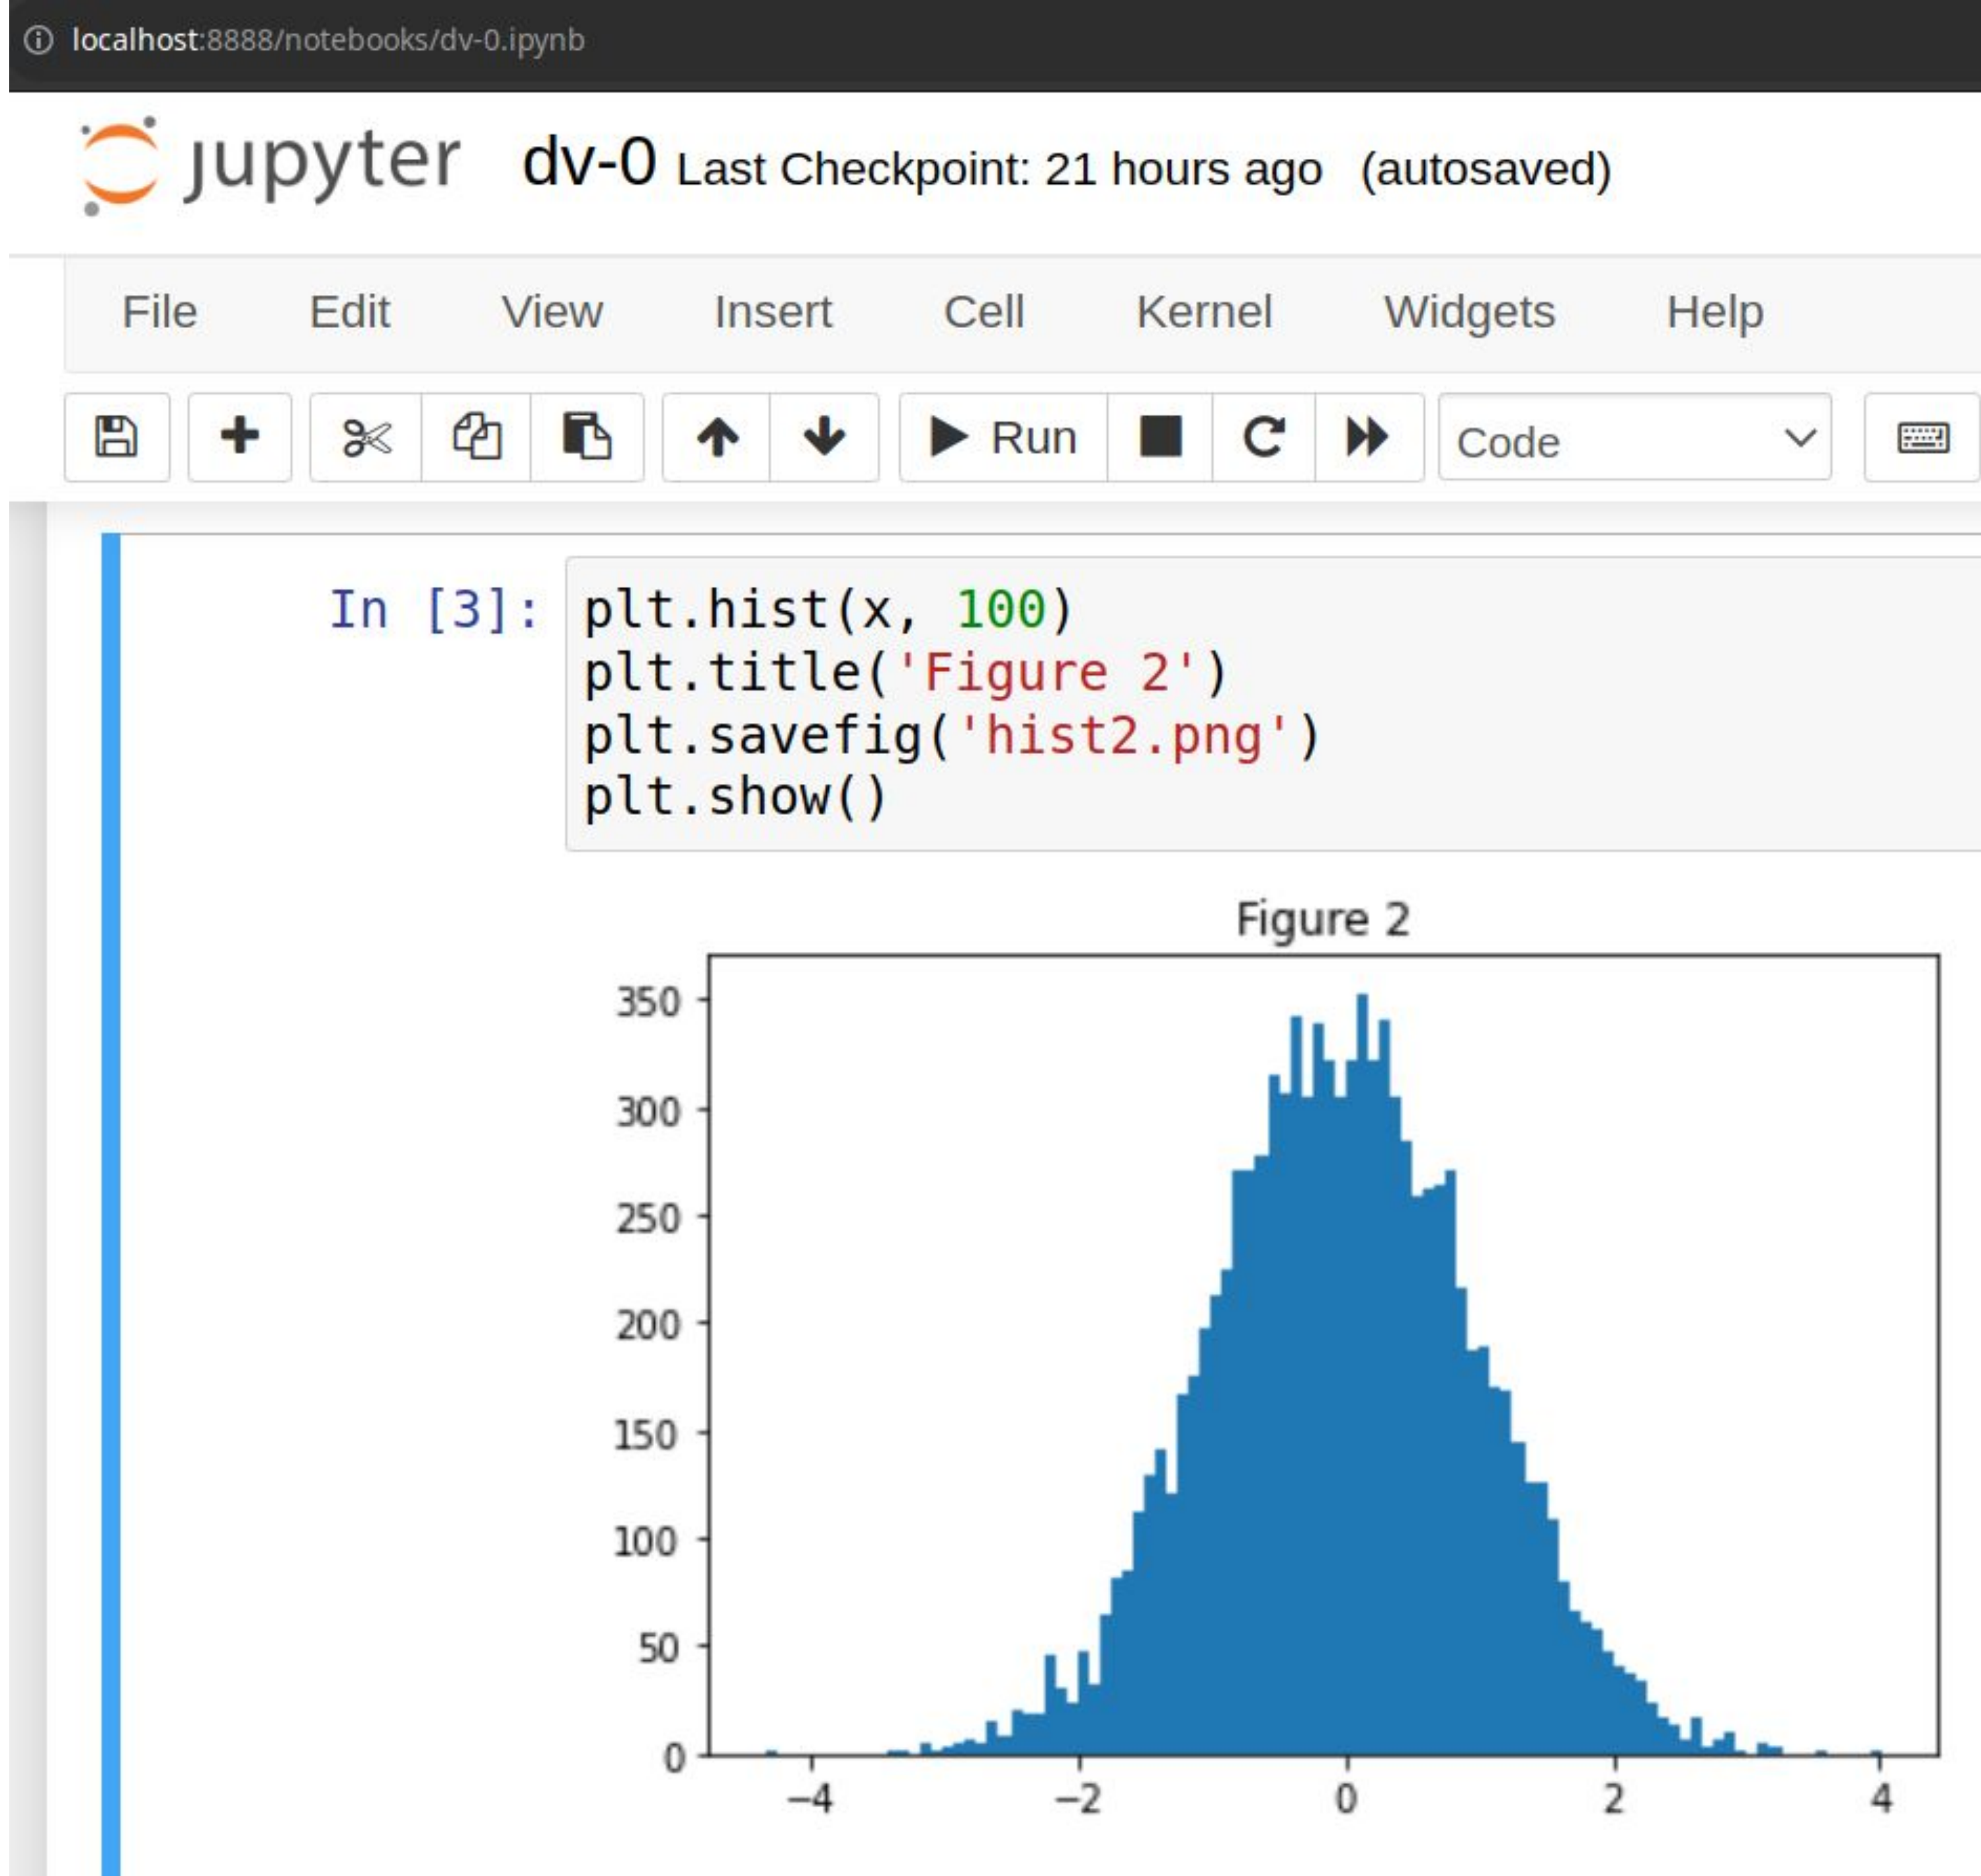 localhost:8888/notebooks/dv-0.ipynb
jupyter dv-0 Last Checkpoint: 21 hours ago (autosaved)
File Edit View Insert Cell Kernel Widgets Help
Run Code
In [3]: plt.hist(x, 100)
plt.title('Figure 2')
plt.savefig('hist2.png')
plt.show()
Figure 2
350
300
250
200
150
100
50
0
−4 −2 0 2 4